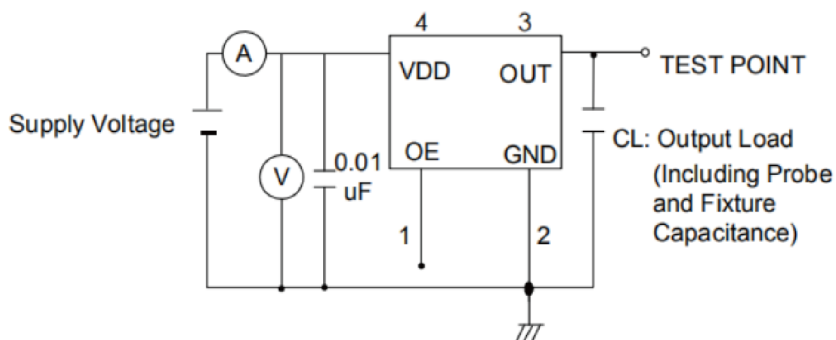 4 3
A
VDD OUT
TEST POINT
Supply Voltage
OE GND
CL: Output Load
(Including Probe
and Fixture
Capacitance)
V
0.01
uF
1 2